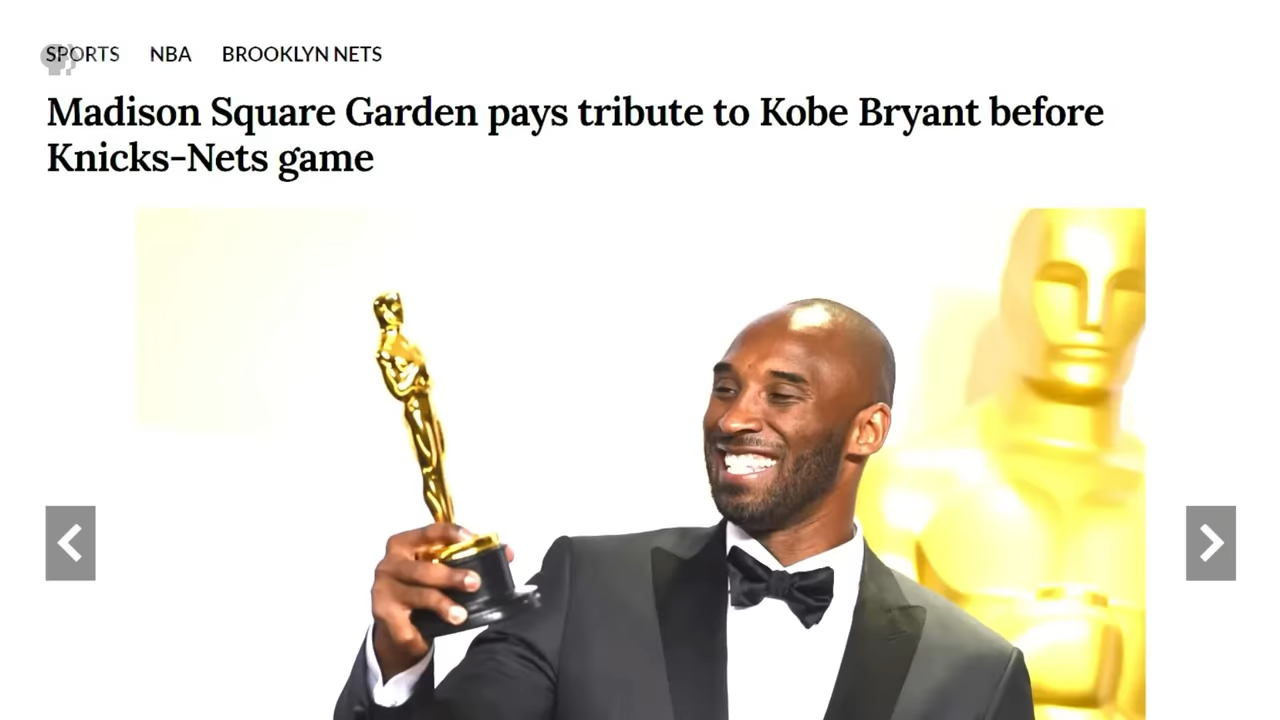 SPORTS NBA BROOKLYN NETS
Madison Square Garden pays tribute to Kobe Bryant before
Knicks-Nets game